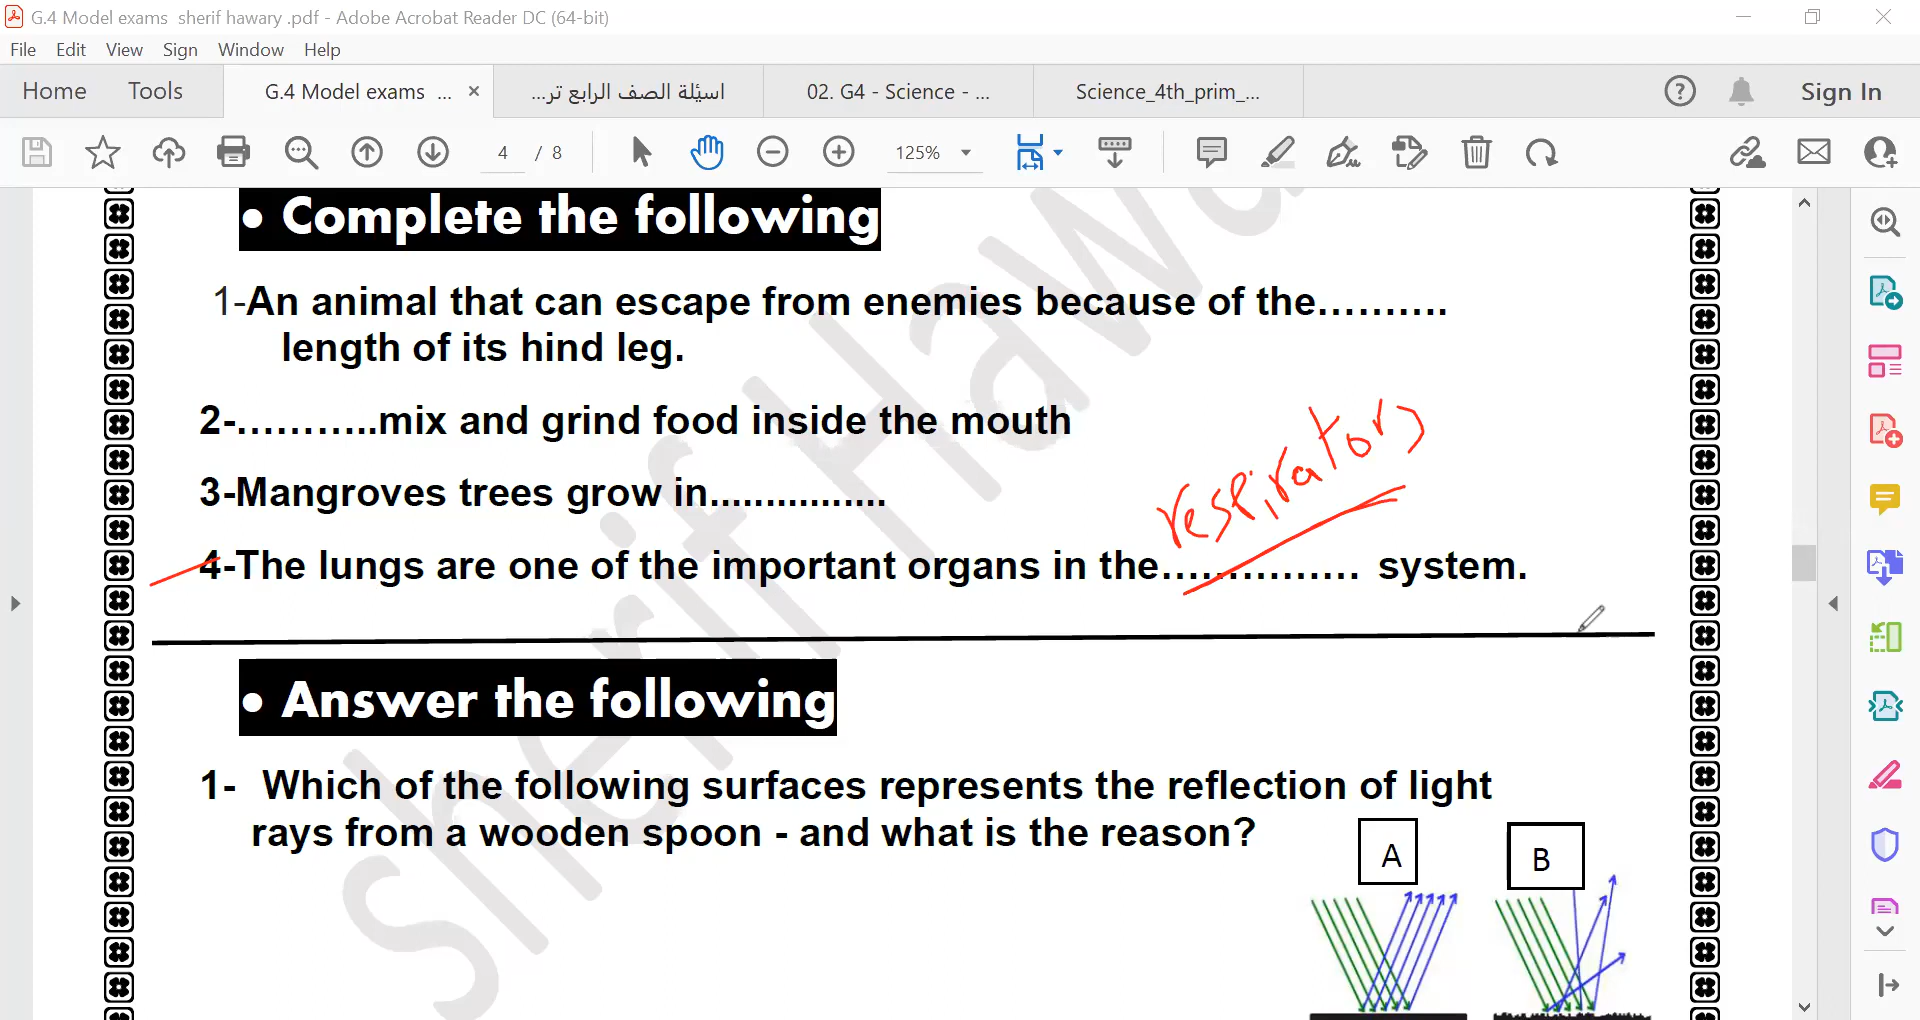 G.4 Model exams  sherif hawary .pdf - Adobe Acrobat Reader DC (64-bit)
File Edit View Sign Window Help
Home Tools G.4 Model exams ... × اسئلة الصف الرابع تر... 02. G4 - Science - ... Science_4th_prim_... Sign In
4 / 8 125%
• Complete the following
1-An animal that can escape from enemies because of the..........
length of its hind leg.
2-...........mix and grind food inside the mouth
3-Mangroves trees grow in................
respiratory
4-The lungs are one of the important organs in the............... system.
• Answer the following
1- Which of the following surfaces represents the reflection of light
rays from a wooden spoon - and what is the reason?
A B
sherif Hawa